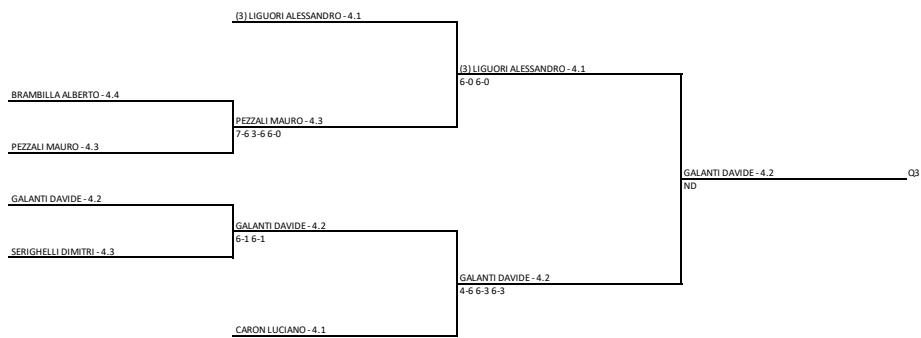 (3) LIGUORI ALESSANDRO - 4.1
(3) LIGUORI ALESSANDRO - 4.1
6-0 6-0
BRAMBILLA ALBERTO - 4.4
PEZZALI MAURO - 4.3
7-6 3-6 6-0
PEZZALI MAURO - 4.3
GALANTI DAVIDE - 4.2 Q3
ND
GALANTI DAVIDE - 4.2
GALANTI DAVIDE - 4.2
6-1 6-1
SERIGHELLI DIMITRI - 4.3
GALANTI DAVIDE - 4.2
4-6 6-3 6-3
CARON LUCIANO - 4.1